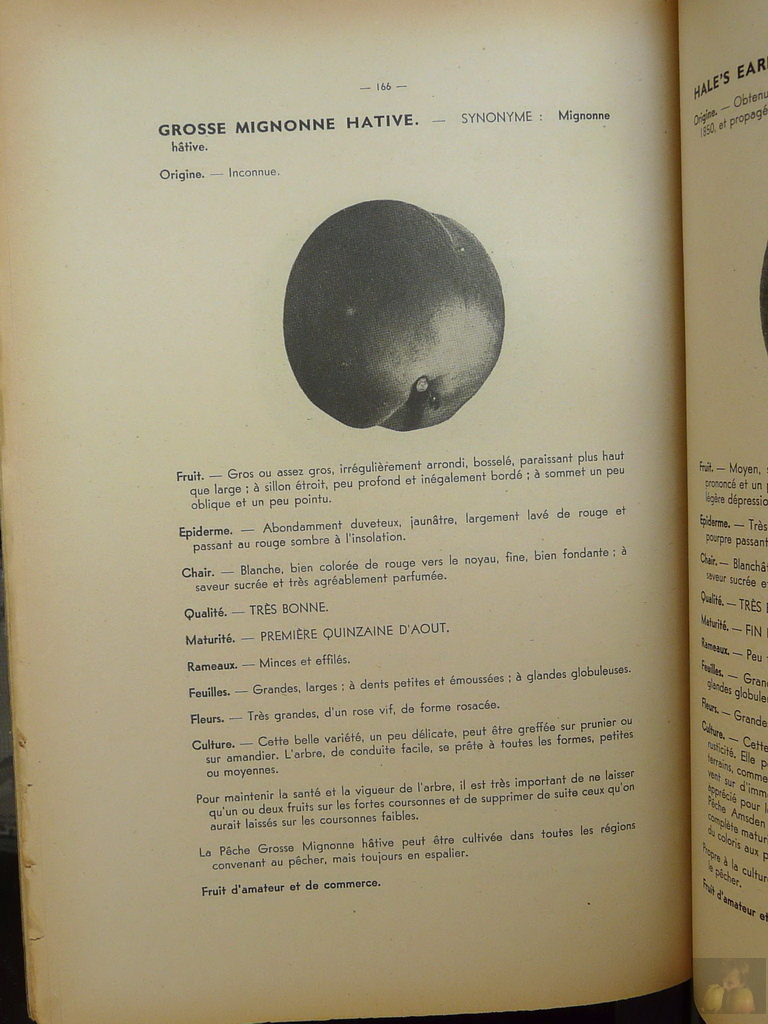 — 166 —
GROSSE MIGNONNE HATIVE. — SYNONYME : Mignonne
hâtive.
Origine. — Inconnue.
Fruit. — Gros ou assez gros, irrégulièrement arrondi, bosselé, paraissant plus haut
que large ; à sillon étroit, peu profond et inégalement bordé ; à sommet un peu
oblique et un peu pointu.
Epiderme. — Abondamment duveteux, jaunâtre, largement lavé de rouge et
passant au rouge sombre à l'insolation.
Chair. — Blanche, bien colorée de rouge vers le noyau, fine, bien fondante ; à
saveur sucrée et très agréablement parfumée.
Qualité. — TRÈS BONNE.
Maturité. — PREMIÈRE QUINZAINE D'AOUT.
Rameaux. — Minces et effilés.
Feuilles. — Grandes, larges ; à dents petites et émoussées ; à glandes globuleuses.
Fleurs. — Très grandes, d'un rose vif, de forme rosacée.
Culture. — Cette belle variété, un peu délicate, peut être greffée sur prunier ou
sur amandier. L'arbre, de conduite facile, se prête à toutes les formes, petites
ou moyennes.
Pour maintenir la santé et la vigueur de l'arbre, il est très important de ne laisser
qu'un ou deux fruits sur les fortes coursonnes et de supprimer de suite ceux qu'on
aurait laissés sur les coursonnes faibles.
La Pêche Grosse Mignonne hâtive peut être cultivée dans toutes les régions
convenant au pêcher, mais toujours en espalier.
Fruit d'amateur et de commerce.
HALE'S EAR
Origine. — Obtenu
1850, et propagé
Fruit. — Moyen,
prononcé et un
légère dépressio
Epiderme. — Très
pourpre passant
Chair. — Blanchâ
saveur sucrée e
Qualité. — TRÈS
Maturité. — FIN
Rameaux. — Peu
Feuilles. — Gran
glandes globule
Fleurs. — Grande
Culture. — Cette
rusticité. Elle p
terrains, comme
vent sur d'imm
apprécié pour l
Pêche Amsden
complète matur
du coloris aux p
Propre à la cultur
le pêcher.
Fruit d'amateur et